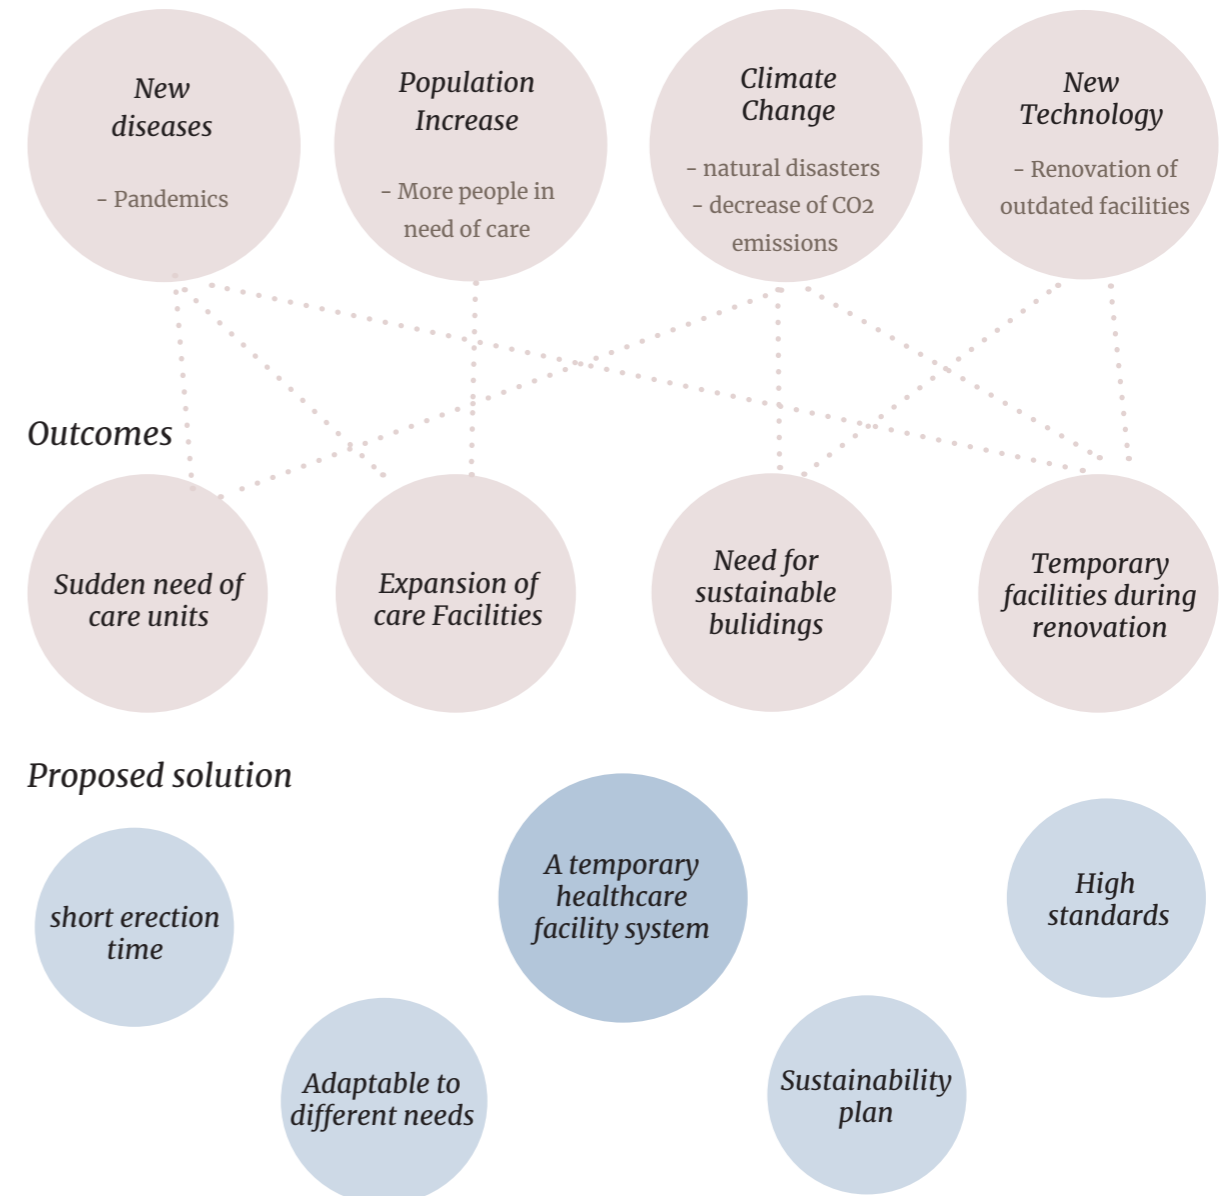 New
diseases
- Pandemics
Population
Increase
- More people in
need of care
Climate
Change
- natural disasters
- decrease of CO2
emissions
New
Technology
- Renovation of
outdated facilities
Outcomes
Sudden need of
care units
Expansion of
care Facilities
Need for
sustainable
bulidings
Temporary
facilities during
renovation
Proposed solution
short erection
time
A temporary
healthcare
facility system
High
standards
Adaptable to
different needs
Sustainability
plan